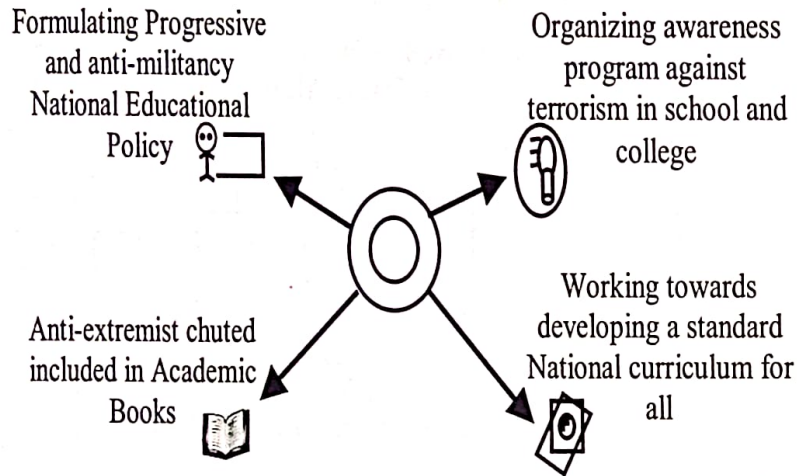 Formulating Progressive
and anti-militancy
National Educational
Policy
Organizing awareness
program against
terrorism in school and
college
Anti-extremist chuted
included in Academic
Books
Working towards
developing a standard
National curriculum for
all